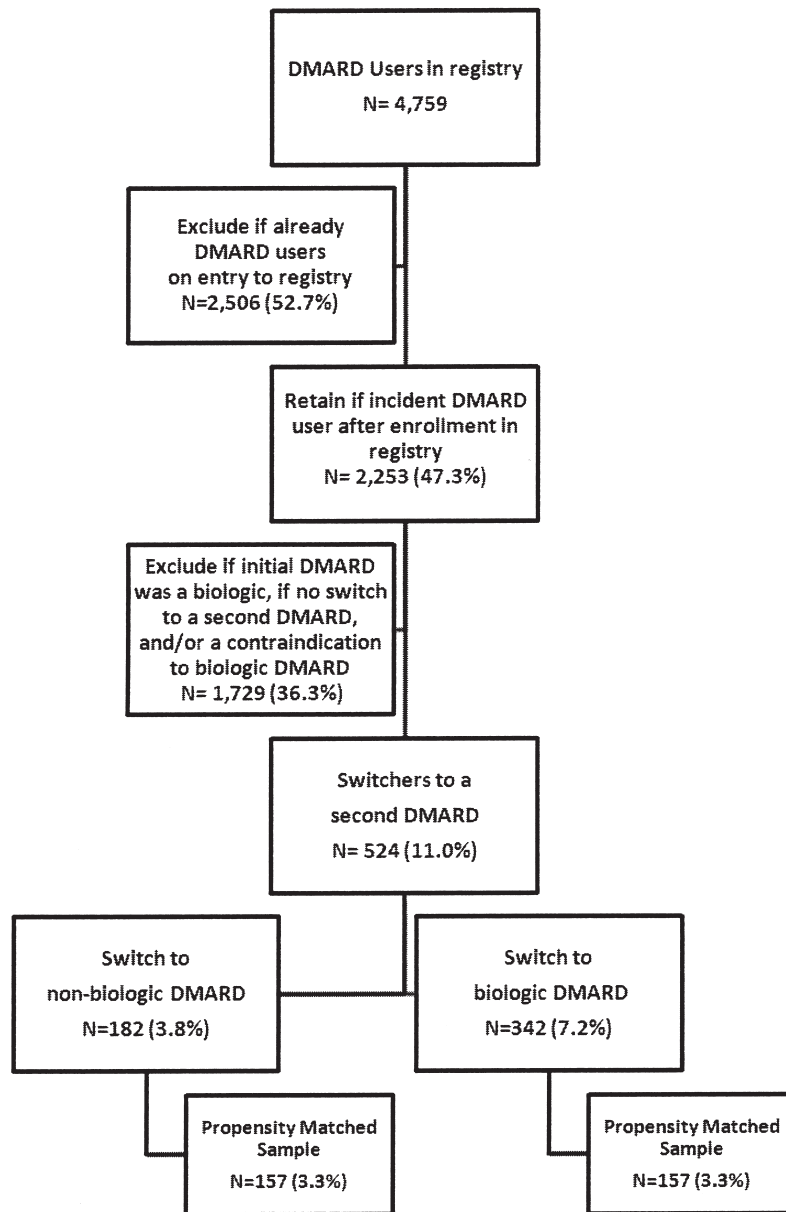 DMARD Users in registry
N= 4,759
Exclude if already
DMARD users
on entry to registry
N=2,506 (52.7%)
Retain if incident DMARD
user after enrollment in
registry
N= 2,253 (47.3%)
Exclude if initial DMARD
was a biologic, if no switch
to a second DMARD,
and/or a contraindication
to biologic DMARD
N= 1,729 (36.3%)
Switchers to a
second DMARD
N= 524 (11.0%)
Switch to
non-biologic DMARD
N=182 (3.8%)
Switch to
biologic DMARD
N=342 (7.2%)
Propensity Matched
Sample
N=157 (3.3%)
Propensity Matched
Sample
N=157 (3.3%)